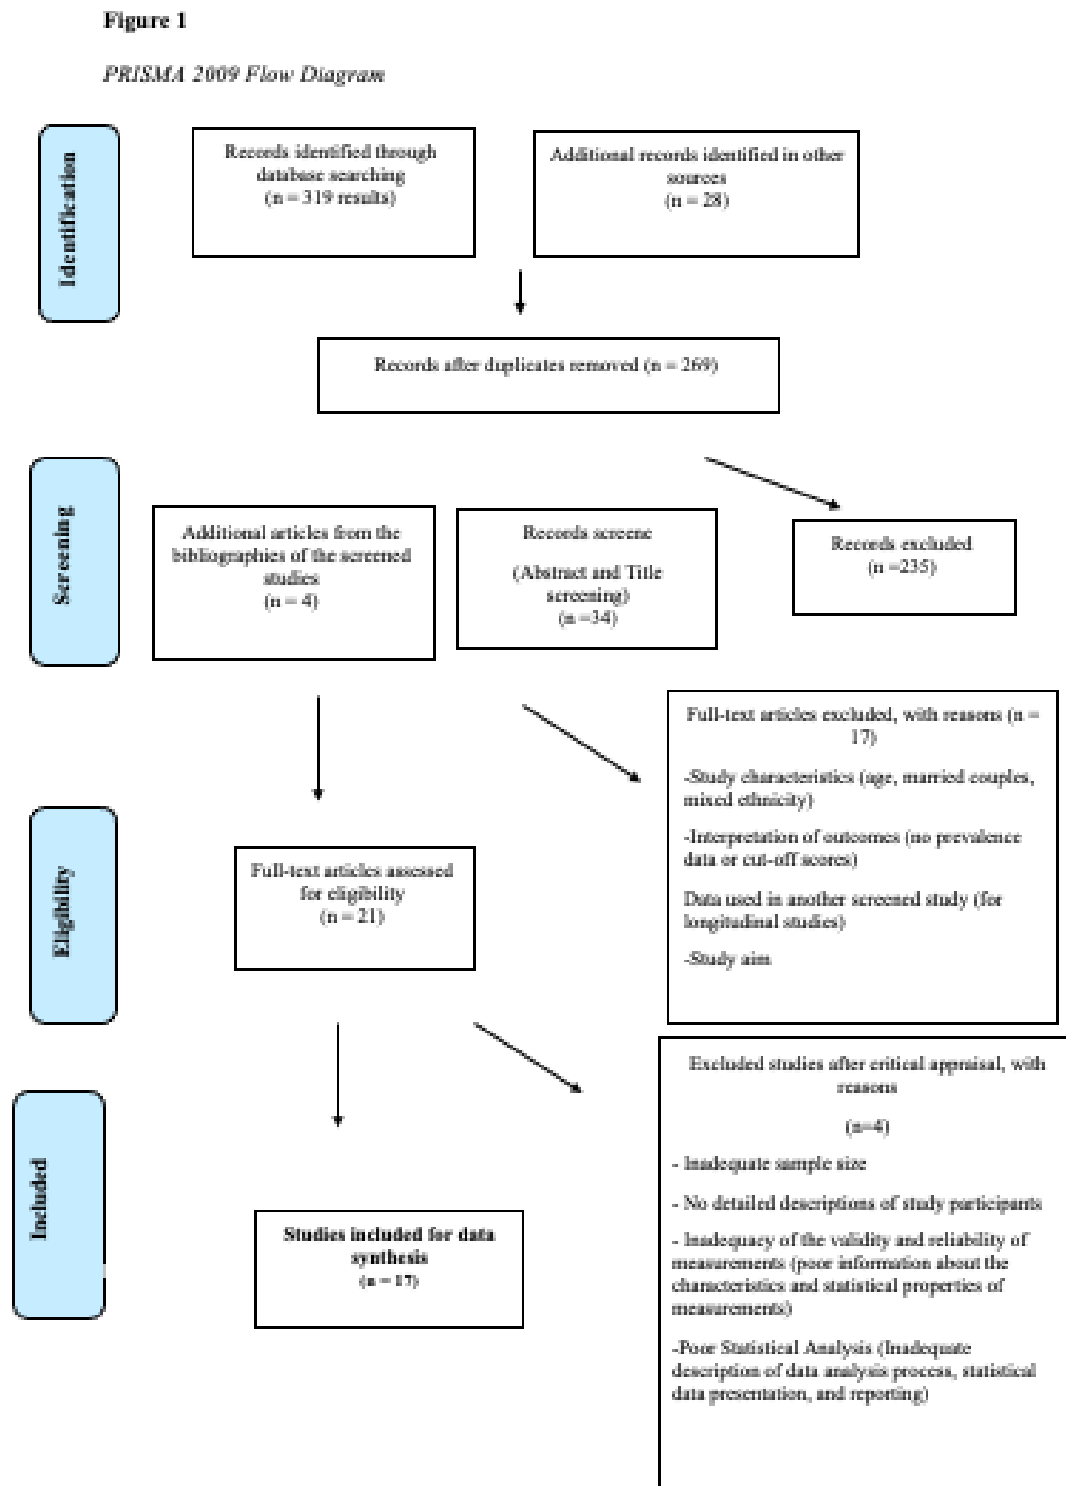 Figure 1
PRISMA 2009 Flow Diagram
Identification
Records identified through
database searching
(n = 319 results)
Additional records identified in other
sources
(n = 28)
Records after duplicates removed (n = 269)
Screening
Additional articles from the
bibliographies of the screened
studies
(n = 4)
Records screene
(Abstract and Title
screening)
(n =34)
Records excluded
(n =235)
Full-text articles excluded, with reasons (n =
17)
-Study characteristics (age, married couples,
mixed ethnicity)
-Interpretation of outcomes (no prevalence
data or cut-off scores)
Data used in another screened study (for
longitudinal studies)
-Study aim
Eligibility
Full-text articles assessed
for eligibility
(n = 21)
Excluded studies after critical appraisal, with
reasons
(n=4)
- Inadequate sample size
- No detailed descriptions of study participants
- Inadequacy of the validity and reliability of
measurements (poor information about the
characteristics and statistical properties of
measurements)
-Poor Statistical Analysis (Inadequate
description of data analysis process, statistical
data presentation, and reporting)
Included
Studies included for data
synthesis
(n = 17)